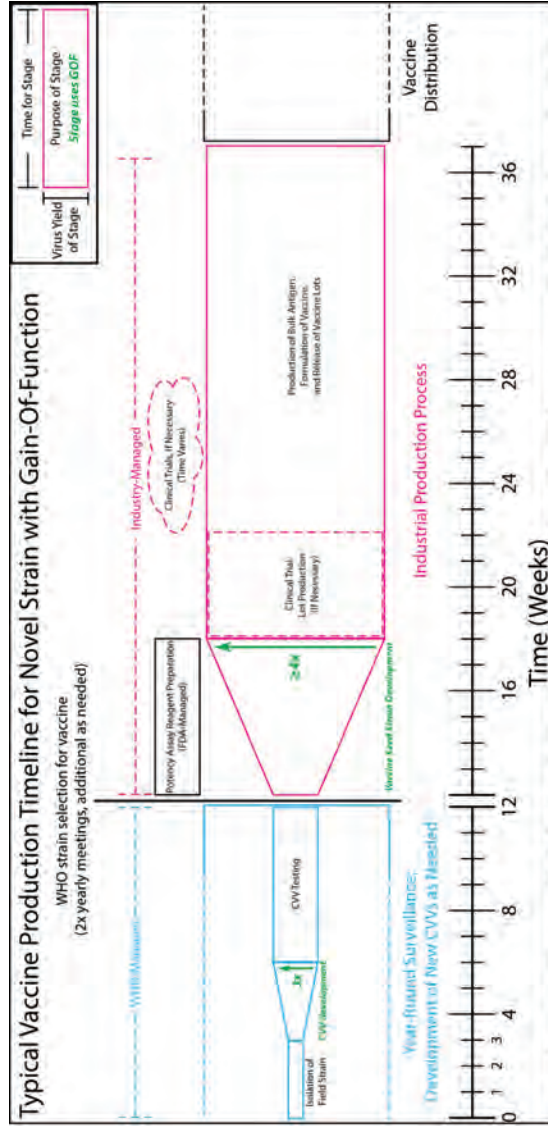 Typical Vaccine Production Timeline for Novel Strain with Gain-Of-Function
Time for Stage
Virus Yield
of Stage
Purpose of Stage
Stage uses GOF
WHO strain selection for vaccine
(2x yearly meetings, additional as needed)
WHO-Managed
Industry-Managed
Potency Assay Reagent Preparation
(FDA-Managed)
Clinical Trials, If Necessary
(Time Varies)
Isolation of
Field Strain
3x
CVV Development
CVV Testing
≥4x
Vaccine Seed Strain Development
Clinical Trial
Lot Production
(If Necessary)
Production of Bulk Antigen,
Formulation of Vaccine,
and Release of Vaccine Lots
Vaccine
Distribution
Year-Round Surveillance;
Development of New CVVs as Needed
Industrial Production Process
0 2 3 4 8 12 16 20 24 28 32 36
Time (Weeks)